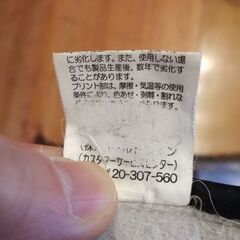 に劣化します。また、使用しない場
合でも製品生産後、数年で劣化す
ることがあります。
プリント部は、摩擦・気温等の使用
条件により、色あせ・剥離・割れな
(カスタマーサービスセンター)
20-307-560